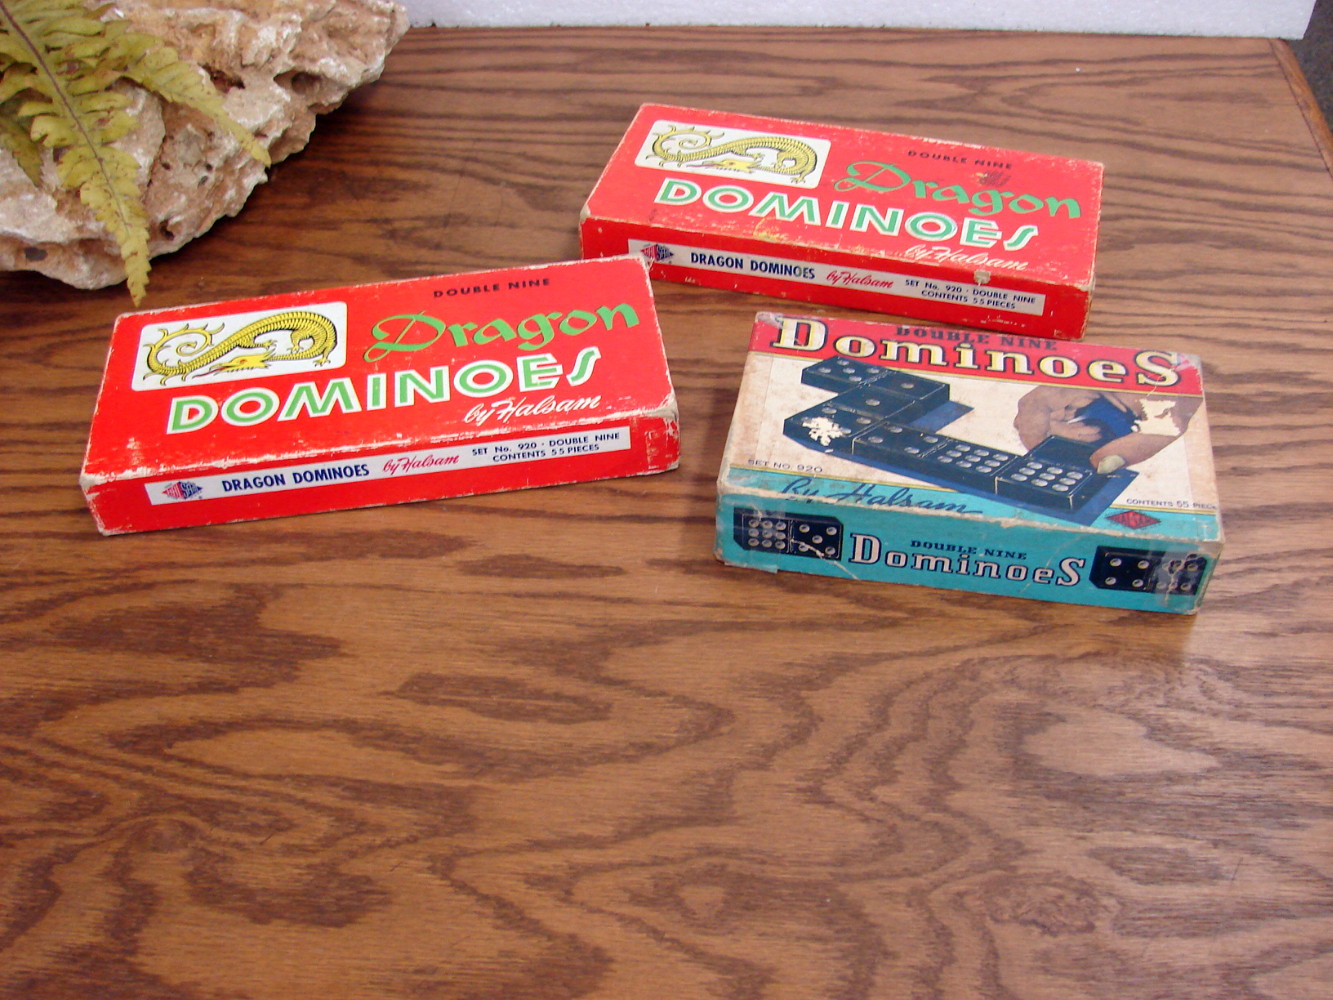 DOUBLE NINE
Dragon
DOMINOES
by Halsam
DRAGON DOMINOES by Halsam SET No. 920 · DOUBLE NINE
CONTENTS 55 PIECES
DOUBLE NINE
Dragon
DOMINOES
by Halsam
DRAGON DOMINOES by Halsam SET No. 920 · DOUBLE NINE
CONTENTS 55 PIECES
DOUBLE NINE
DominoeS
SET NO. 920
CONTENTS 55
by Halsam
DOUBLE NINE
DominoeS